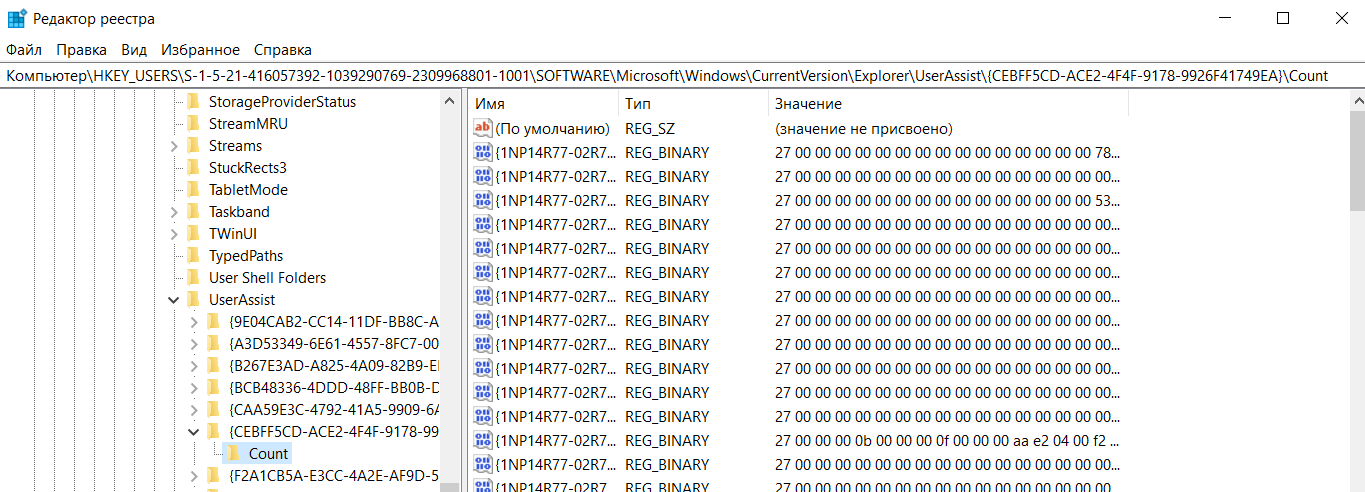 Редактор реестра
Файл Правка Вид Избранное Справка
Компьютер\HKEY_USERS\S-1-5-21-416057392-1039290769-2309968801-1001\SOFTWARE\Microsoft\Windows\CurrentVersion\Explorer\UserAssist\{CEBFF5CD-ACE2-4F4F-9178-9926F41749EA}\Count
StorageProviderStatus
StreamMRU
Streams
StuckRects3
TabletMode
Taskband
TWinUI
TypedPaths
User Shell Folders
UserAssist
{9E04CAB2-CC14-11DF-BB8C-A
{A3D53349-6E61-4557-8FC7-00
{B267E3AD-A825-4A09-82B9-E
{BCB48336-4DDD-48FF-BB0B-D
{CAA59E3C-4792-41A5-9909-6A
{CEBFF5CD-ACE2-4F4F-9178-99
Count
{F2A1CB5A-E3CC-4A2E-AF9D-5
Имя Тип Значение
ab (По умолчанию) REG_SZ (значение не присвоено)
{1NP14R77-02R7... REG_BINARY 27 00 00 00 00 00 00 00 00 00 00 00 00 00 00 00 78...
{1NP14R77-02R7... REG_BINARY 27 00 00 00 00 00 00 00 00 00 00 00 00 00 00 00 00...
{1NP14R77-02R7... REG_BINARY 27 00 00 00 00 00 00 00 00 00 00 00 00 00 00 00 53...
{1NP14R77-02R7... REG_BINARY 27 00 00 00 00 00 00 00 00 00 00 00 00 00 00 00 00...
{1NP14R77-02R7... REG_BINARY 27 00 00 00 00 00 00 00 00 00 00 00 00 00 00 00 00...
{1NP14R77-02R7... REG_BINARY 27 00 00 00 00 00 00 00 00 00 00 00 00 00 00 00 00...
{1NP14R77-02R7... REG_BINARY 27 00 00 00 00 00 00 00 00 00 00 00 00 00 00 00 00...
{1NP14R77-02R7... REG_BINARY 27 00 00 00 00 00 00 00 00 00 00 00 00 00 00 00 00...
{1NP14R77-02R7... REG_BINARY 27 00 00 00 00 00 00 00 00 00 00 00 00 00 00 00 00...
{1NP14R77-02R7... REG_BINARY 27 00 00 00 00 00 00 00 00 00 00 00 00 00 00 00 00...
{1NP14R77-02R7... REG_BINARY 27 00 00 00 00 00 00 00 00 00 00 00 00 00 00 00 00...
{1NP14R77-02R7... REG_BINARY 27 00 00 00 00 00 00 00 00 00 00 00 00 00 00 00 00...
{1NP14R77-02R7... REG_BINARY 27 00 00 00 0b 00 00 00 0f 00 00 00 aa e2 04 00 f2 ...
{1NP14R77-02R7... REG_BINARY 27 00 00 00 00 00 00 00 00 00 00 00 00 00 00 00 00...
{1NP14R77-02R7... REG_BINARY 27 00 00 00 00 00 00 00 00 00 00 00 00 00 00 00 00...